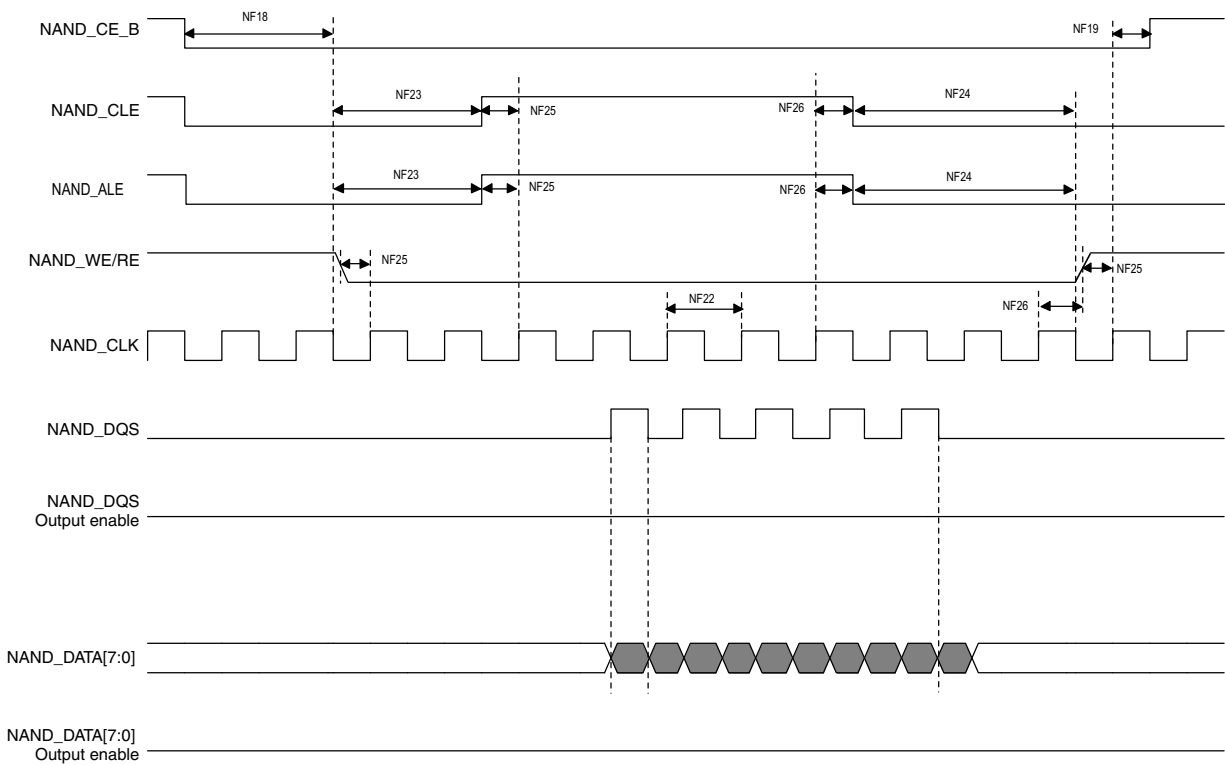 NF18
NAND_CE_B
NF19
NF23
NF25
NF26
NF24
NAND_CLE
NF23
NF25
NF26
NF24
NAND_ALE
NAND_WE/RE
NF25
NF25
NF22
NF26
NAND_CLK
NAND_DQS
NAND_DQS
Output enable
NAND_DATA[7:0]
NAND_DATA[7:0]
Output enable